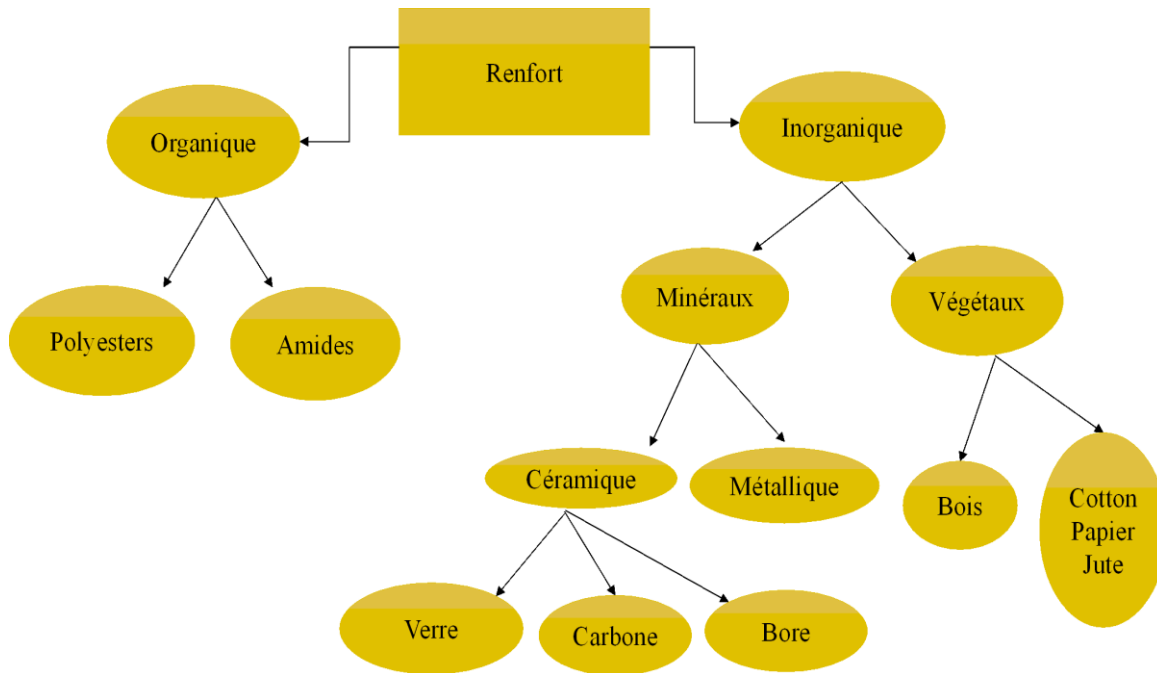 Renfort
Organique
Inorganique
Minéraux
Végétaux
Polyesters
Amides
Céramique
Métallique
Bois
Cotton
Papier
Jute
Verre
Carbone
Bore